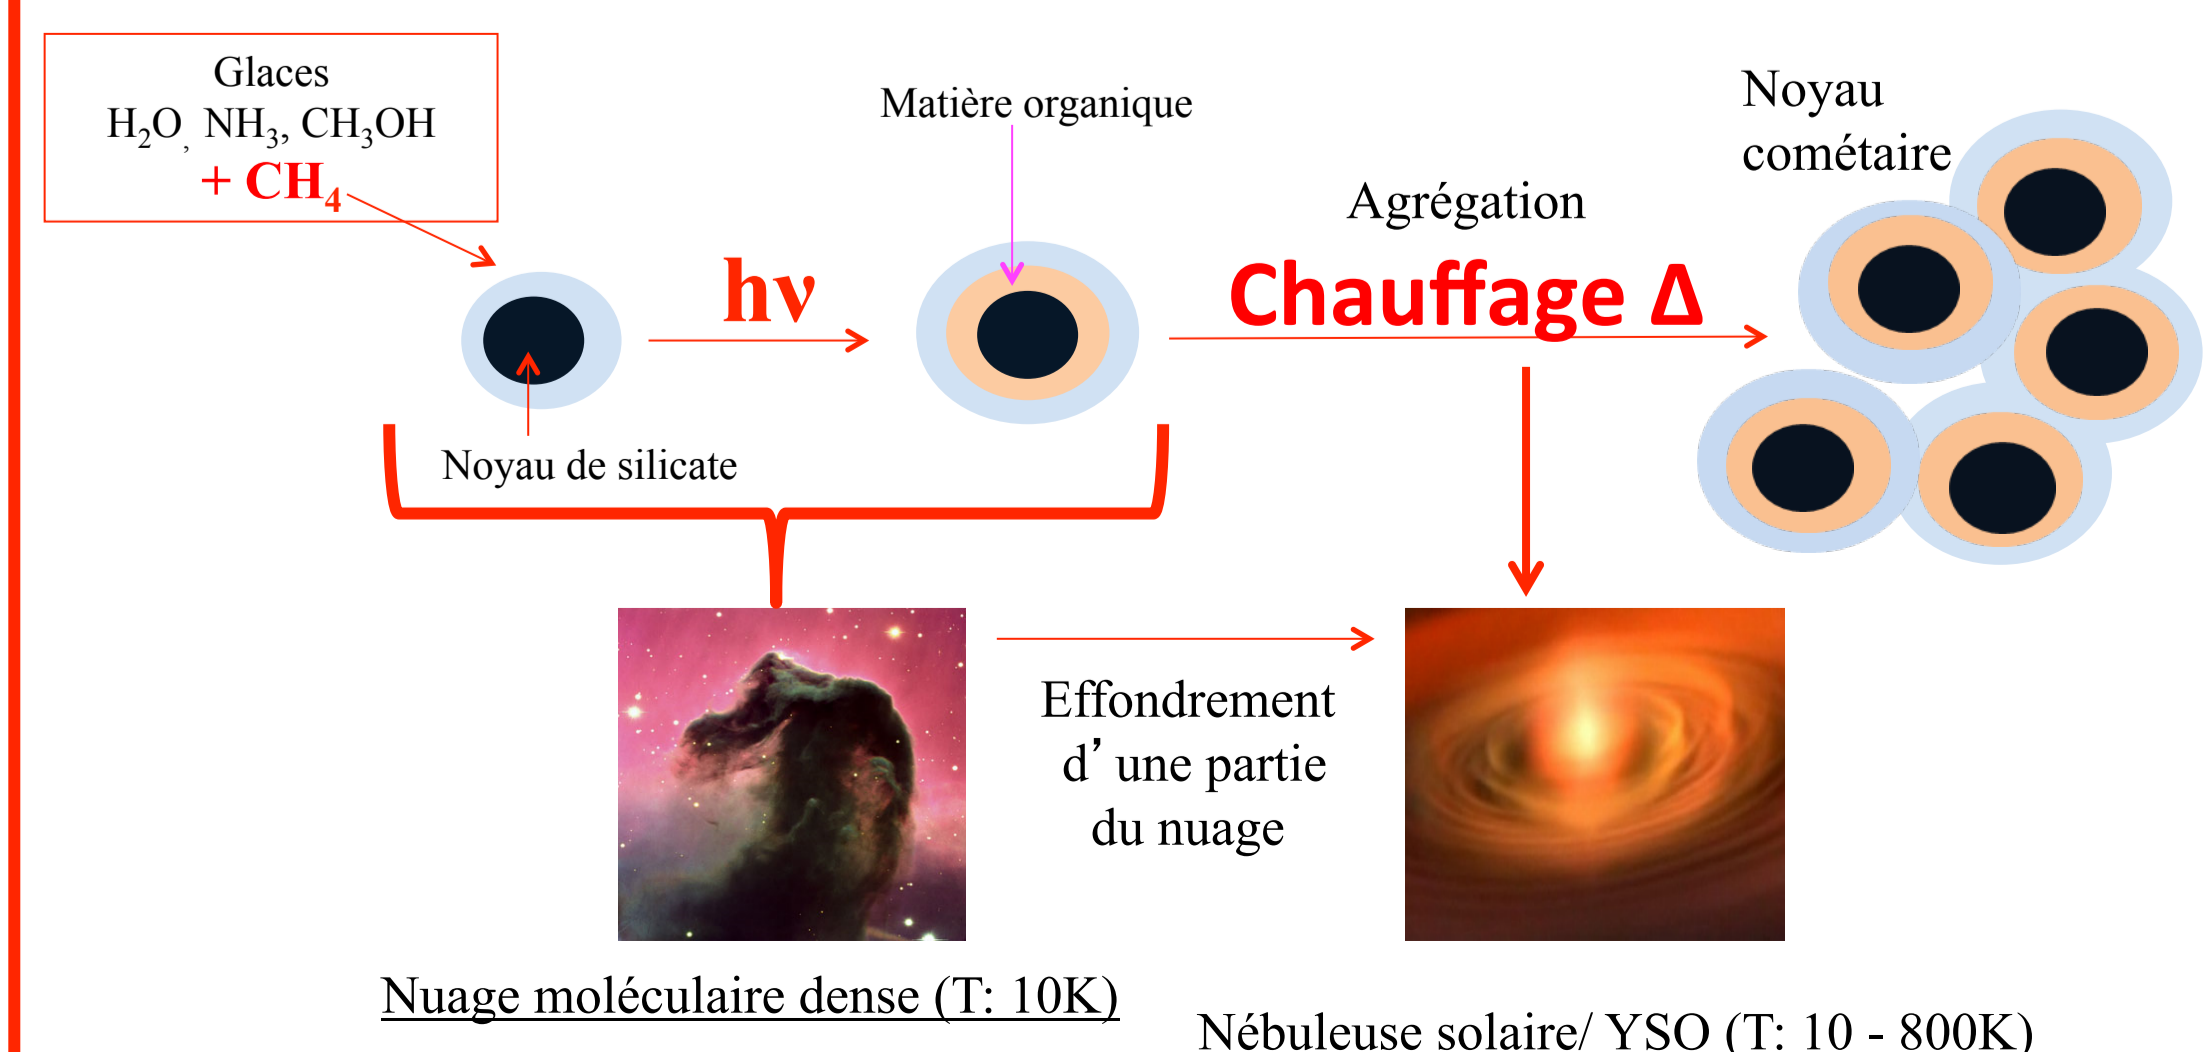 Glaces
H₂O, NH₃, CH₃OH
+ CH₄
Matière organique
Noyau
cométaire
Agrégation
hν
Chauffage Δ
Noyau de silicate
Effondrement
d’ une partie
du nuage
Nuage moléculaire dense (T: 10K)
Nébuleuse solaire/ YSO (T: 10 - 800K)